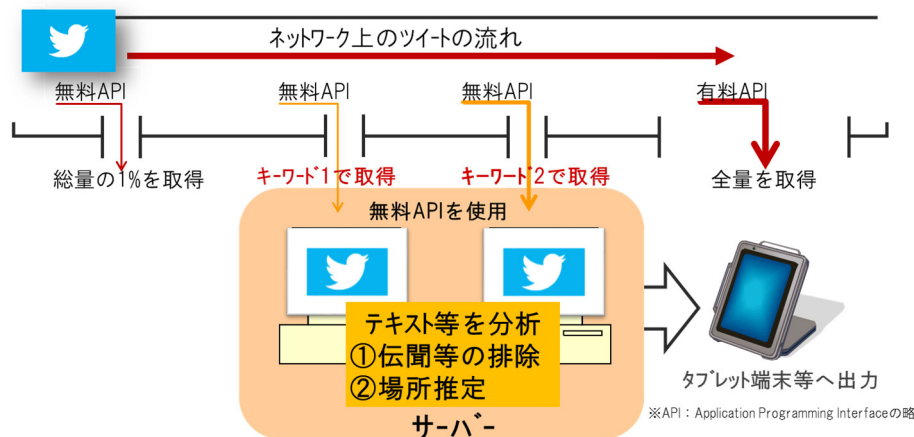 ネットワーク上のツイートの流れ
無料API
無料API
無料API
有料API
総量の1%を取得
キーワード1で取得
キーワード2で取得
全量を取得
無料APIを使用
テキスト等を分析
①伝聞等の排除
②場所推定
サーバー
タブレット端末等へ出力
※API：Application Programming Interfaceの略